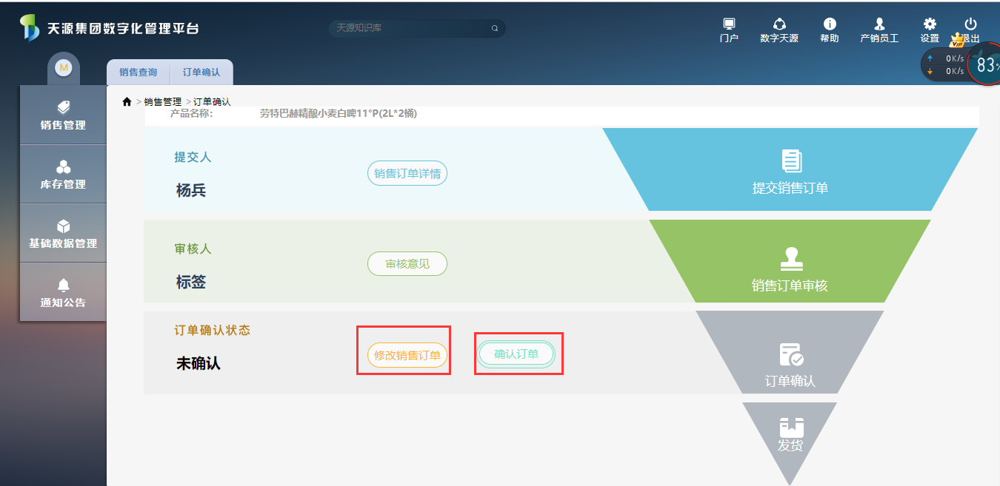 天源集团数字化管理平台
天源知识库
门户
数字天源
帮助
产销员工
设置
退出
VIP
0K/s
0K/s
83%
M
销售查询
订单确认
> 销售管理 > 订单确认
产品名称:
劳特巴赫精酿小麦白啤11°P(2L*2桶)
销售管理
库存管理
基础数据管理
通知公告
提交人
杨兵
销售订单详情
提交销售订单
审核人
标签
审核意见
销售订单审核
订单确认状态
未确认
修改销售订单
确认订单
订单确认
发货